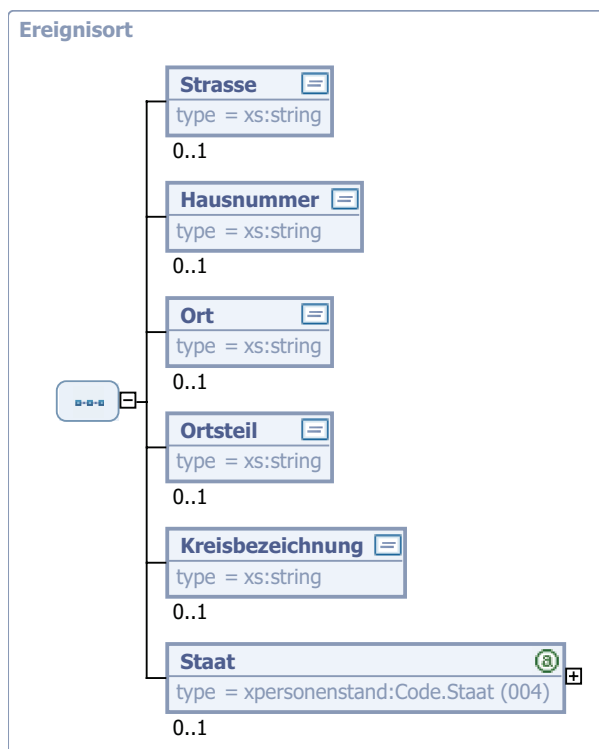 Ereignisort
Strasse
type = xs:string
0..1
Hausnummer
type = xs:string
0..1
Ort
type = xs:string
0..1
Ortsteil
type = xs:string
0..1
Kreisbezeichnung
type = xs:string
0..1
Staat @
type = xpersonenstand:Code.Staat (004)
0..1